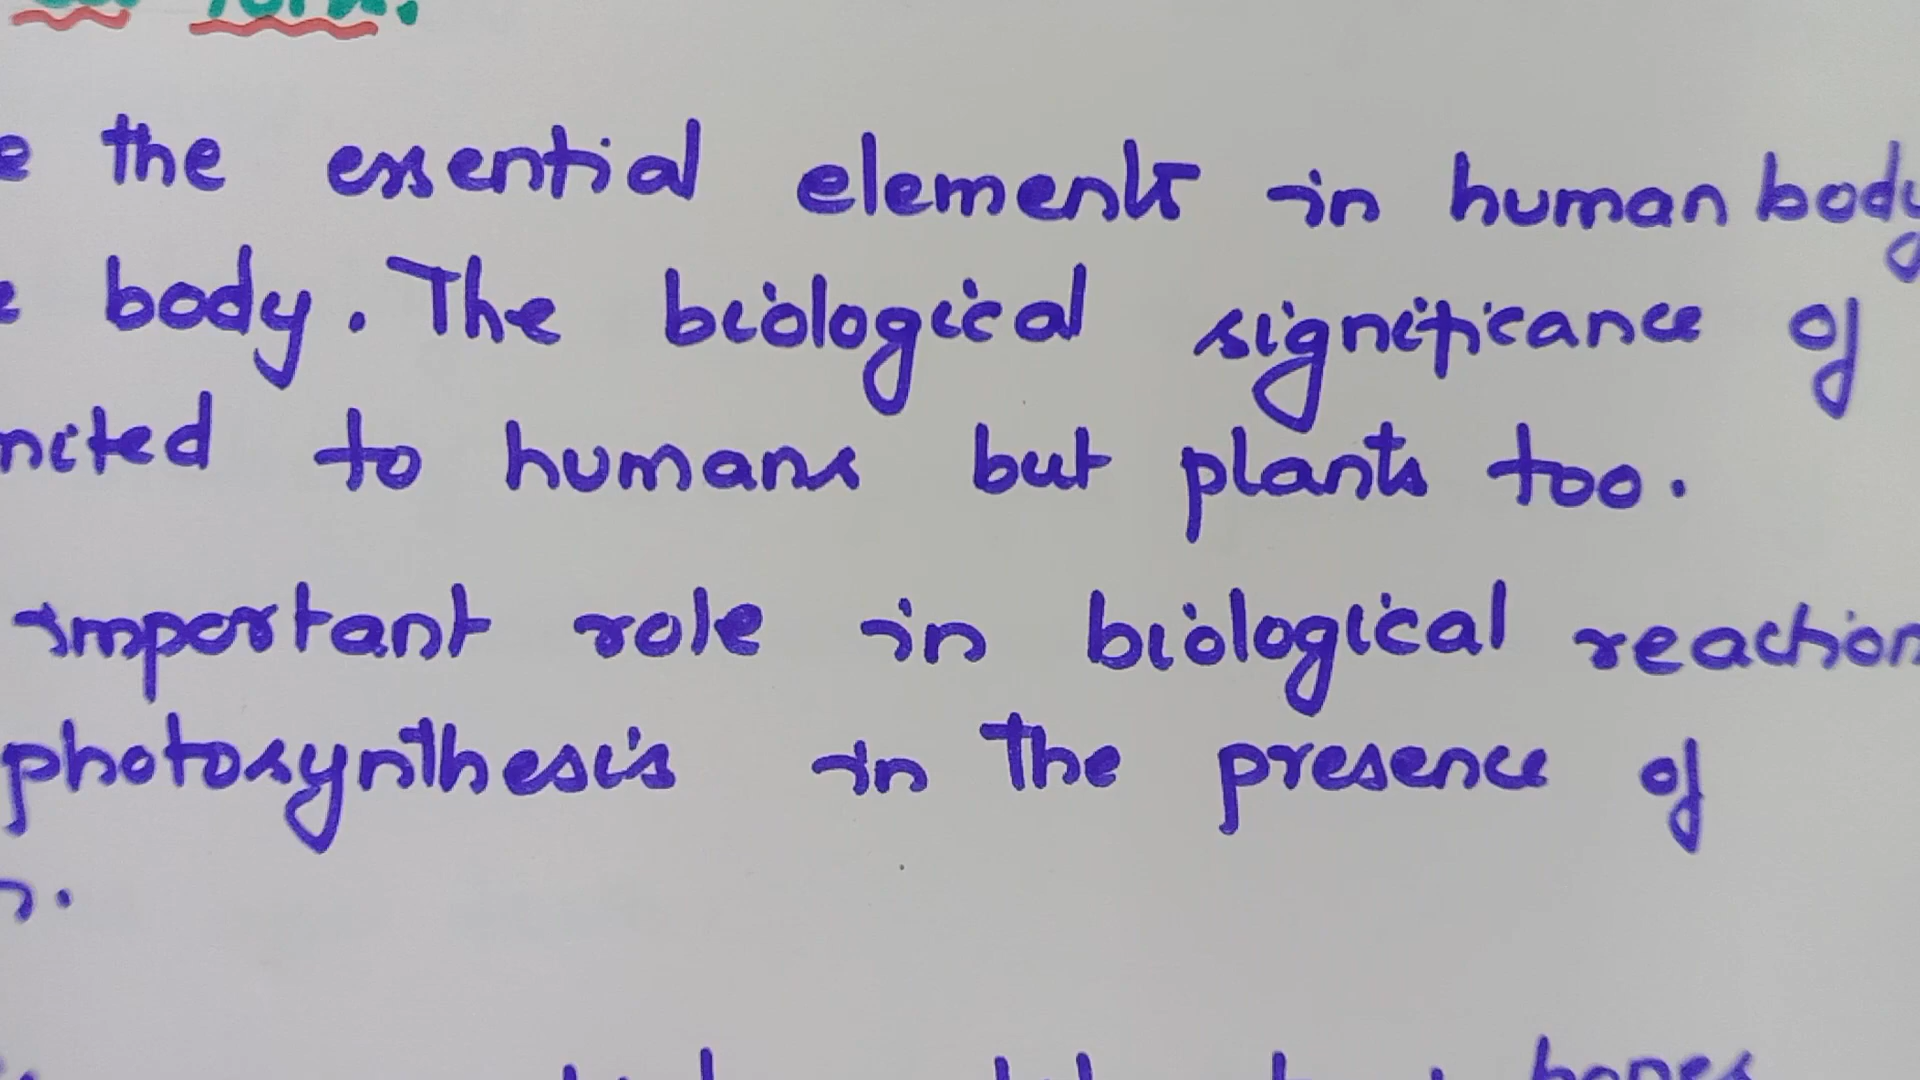 the essential elements in human body
body. The biological significance of
to humans but plants too.
important role in biological reaction
photosynthesis in the presence of
bones